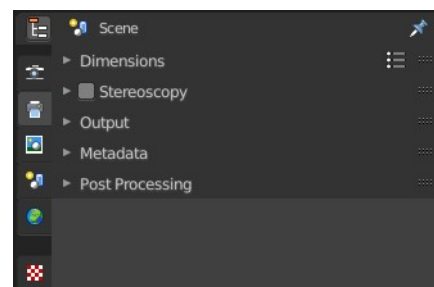 Scene
Dimensions
Stereoscopy
Output
Metadata
Post Processing